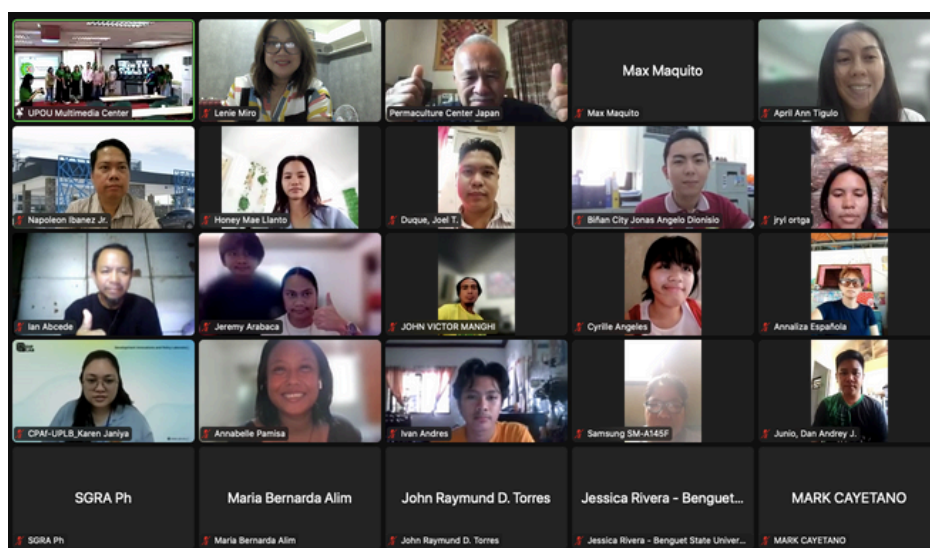 UPOU Multimedia Center
Lenie Miro
Permaculture Center Japan
Max Maquito
Max Maquito
April Ann Tigulo
Napoleon Ibanez Jr.
Honey Mae Llanto
Duque, Joel T.
Biñan City Jonas Angelo Dionisio
jryl ortga
Ian Abcede
Jeremy Arabaca
JOHN VICTOR MANGHI
Cyrille Angeles
Annaliza Española
CPAf-UPLB_Karen Janiya
Annabelle Pamisa
Ivan Andres
Samsung SM-A145F
Junio, Dan Andrey J.
SGRA Ph
Maria Bernarda Alim
John Raymund D. Torres
Jessica Rivera - Benguet...
MARK CAYETANO
SGRA Ph
Maria Bernarda Alim
John Raymund D. Torres
Jessica Rivera - Benguet State Univer...
MARK CAYETANO